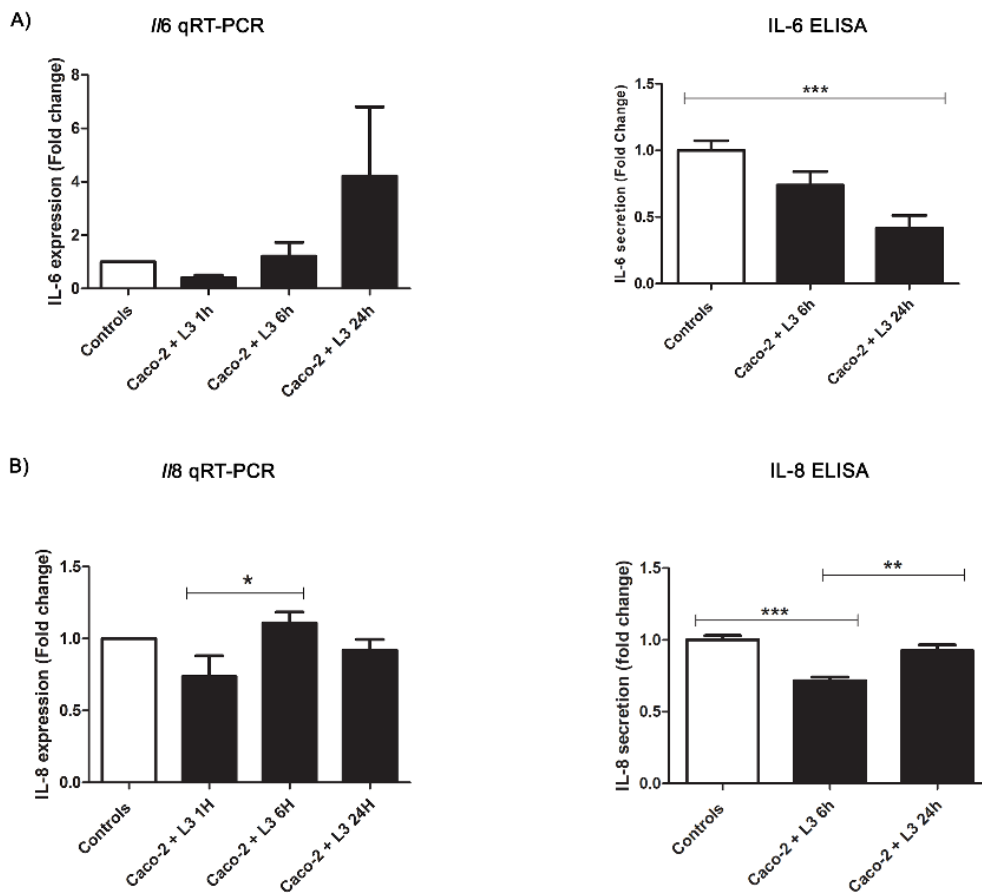 A)
Il6 qRT-PCR
IL-6 expression (Fold change)
8
6
4
2
0
Controls
Caco-2 + L3 1h
Caco-2 + L3 6h
Caco-2 + L3 24h
IL-6 ELISA
IL-6 secretion (Fold Change)
1.5
1.0
0.5
0.0
***
Controls
Caco-2 + L3 6h
Caco-2 + L3 24h
B)
Il8 qRT-PCR
IL-8 expression (Fold change)
1.5
1.0
0.5
0.0
*
Controls
Caco-2 + L3 1H
Caco-2 + L3 6H
Caco-2 + L3 24H
IL-8 ELISA
IL-8 secretion (fold change)
1.5
1.0
0.5
0.0
***
**
Controls
Caco-2 + L3 6h
Caco-2 + L3 24h